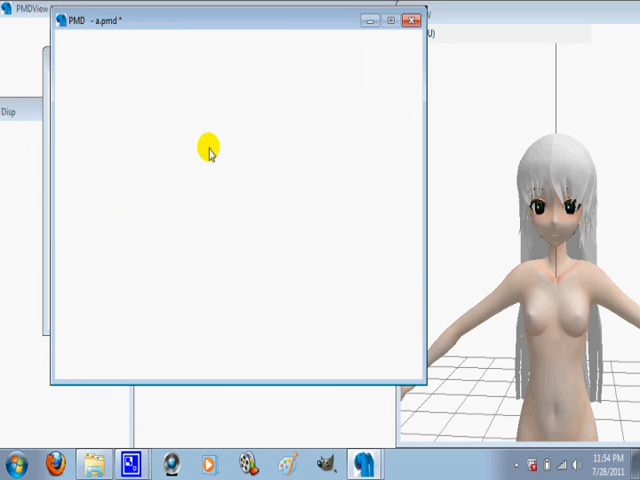 PMDView
PMD - a.pmd *
U)
Disp
11:54 PM
7/28/2011